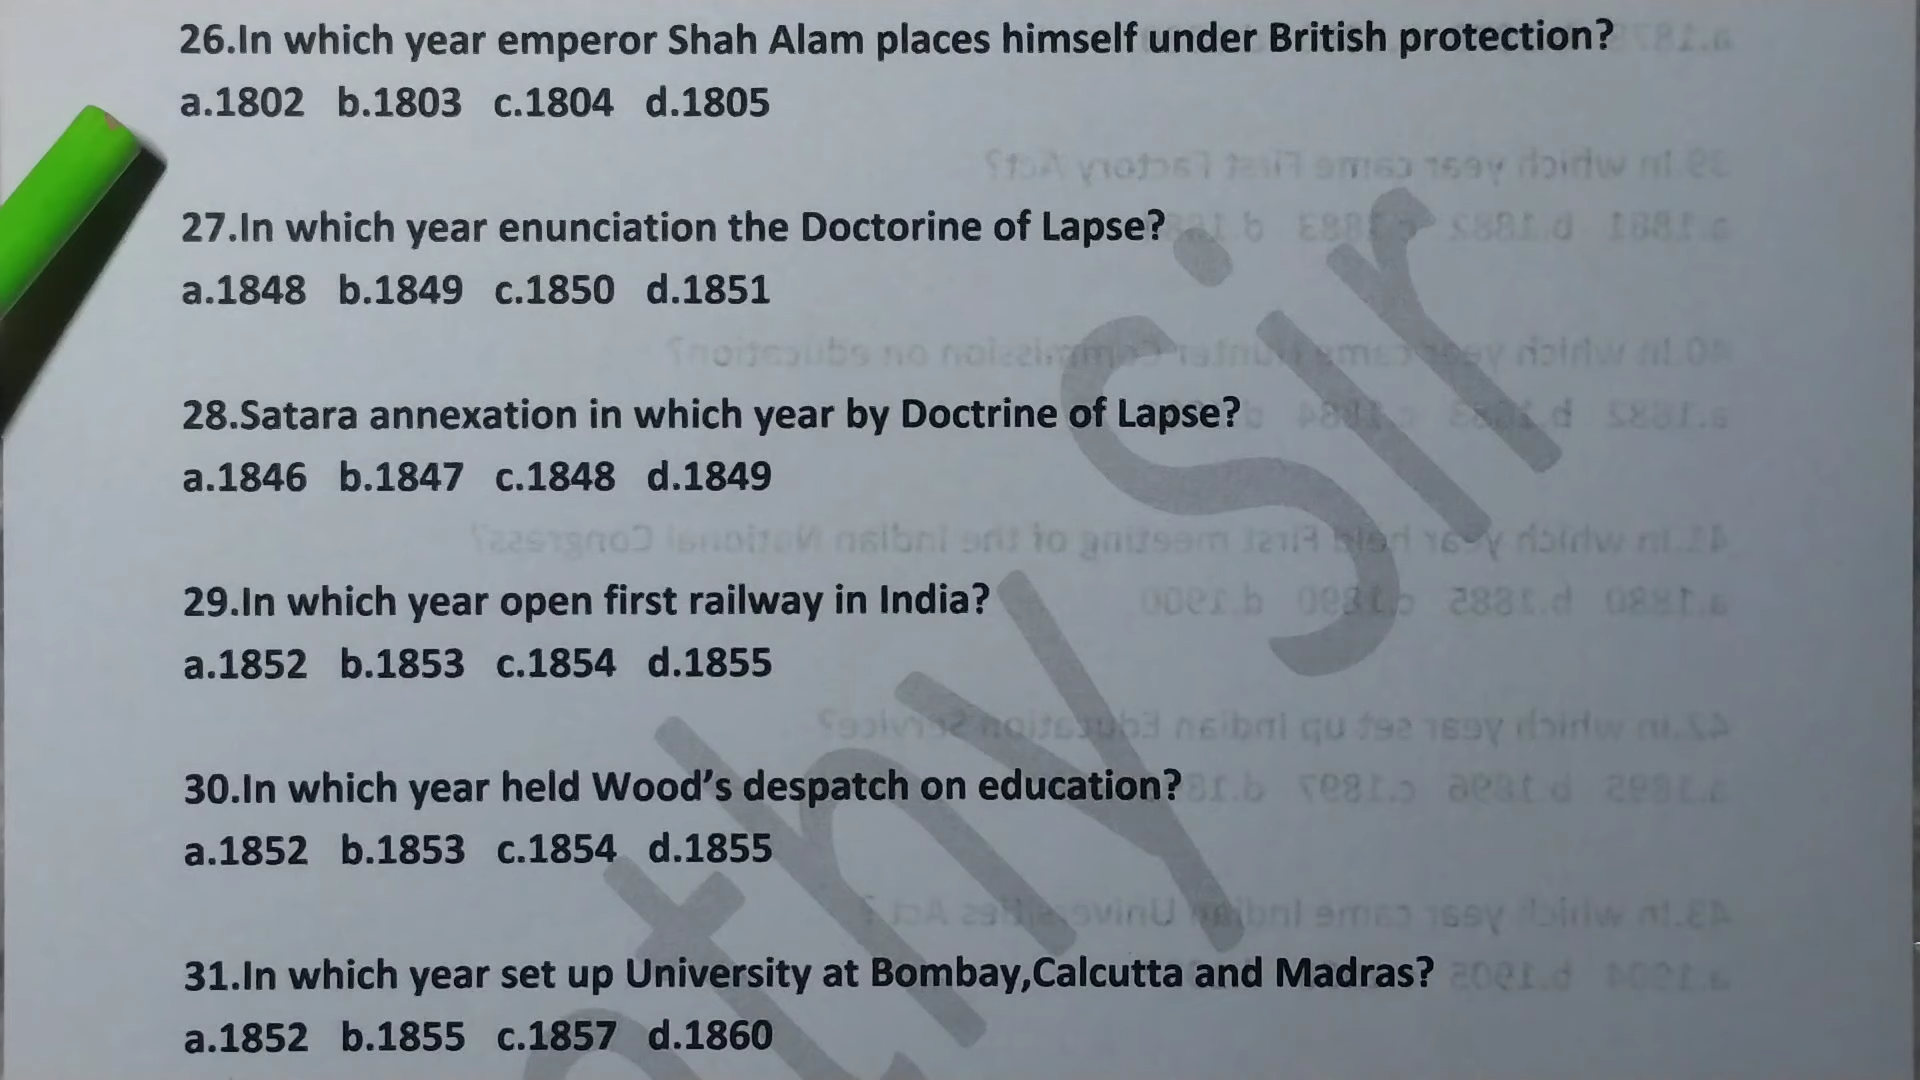 26.In which year emperor Shah Alam places himself under British protection?
a.1802 b.1803 c.1804 d.1805
27.In which year enunciation the Doctorine of Lapse?
a.1848 b.1849 c.1850 d.1851
28.Satara annexation in which year by Doctrine of Lapse?
a.1846 b.1847 c.1848 d.1849
29.In which year open first railway in India?
a.1852 b.1853 c.1854 d.1855
30.In which year held Wood's despatch on education?
a.1852 b.1853 c.1854 d.1855
31.In which year set up University at Bombay,Calcutta and Madras?
a.1852 b.1855 c.1857 d.1860
thy Sir